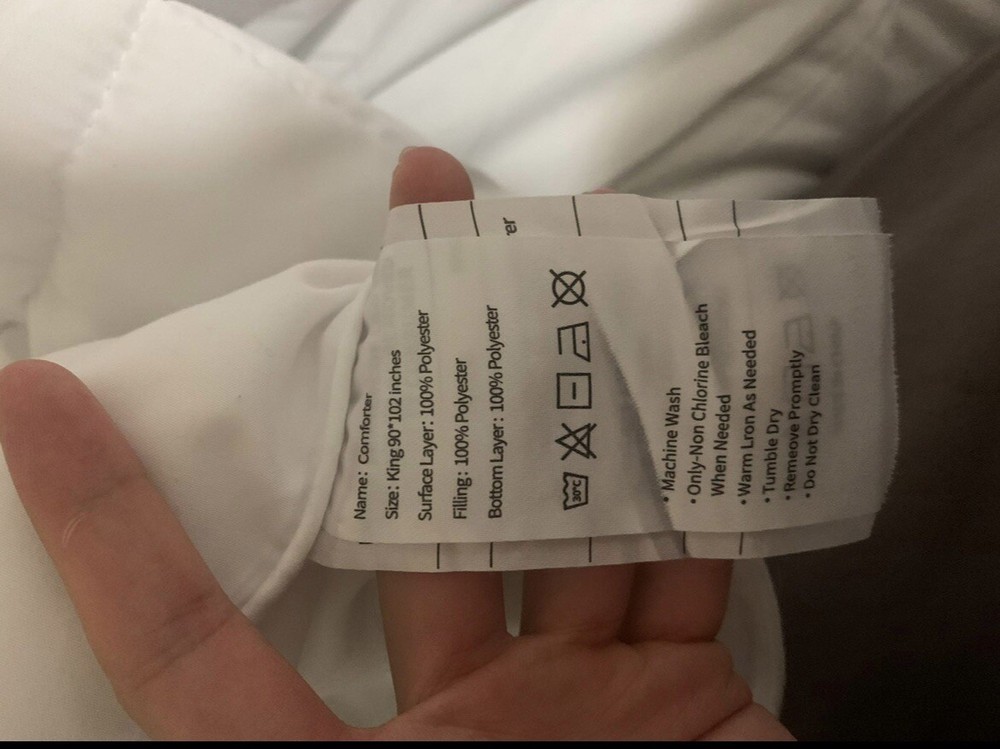 Name: Comforter
Size: King 90*102 inches
Surface Layer: 100% Polyester
Filling: 100% Polyester
Bottom Layer: 100% Polyester
30°C
• Machine Wash
• Only-Non Chlorine Bleach
When Needed
• Warm Lron As Needed
• Tumble Dry
• Remeove Promptly
• Do Not Dry Clean
er